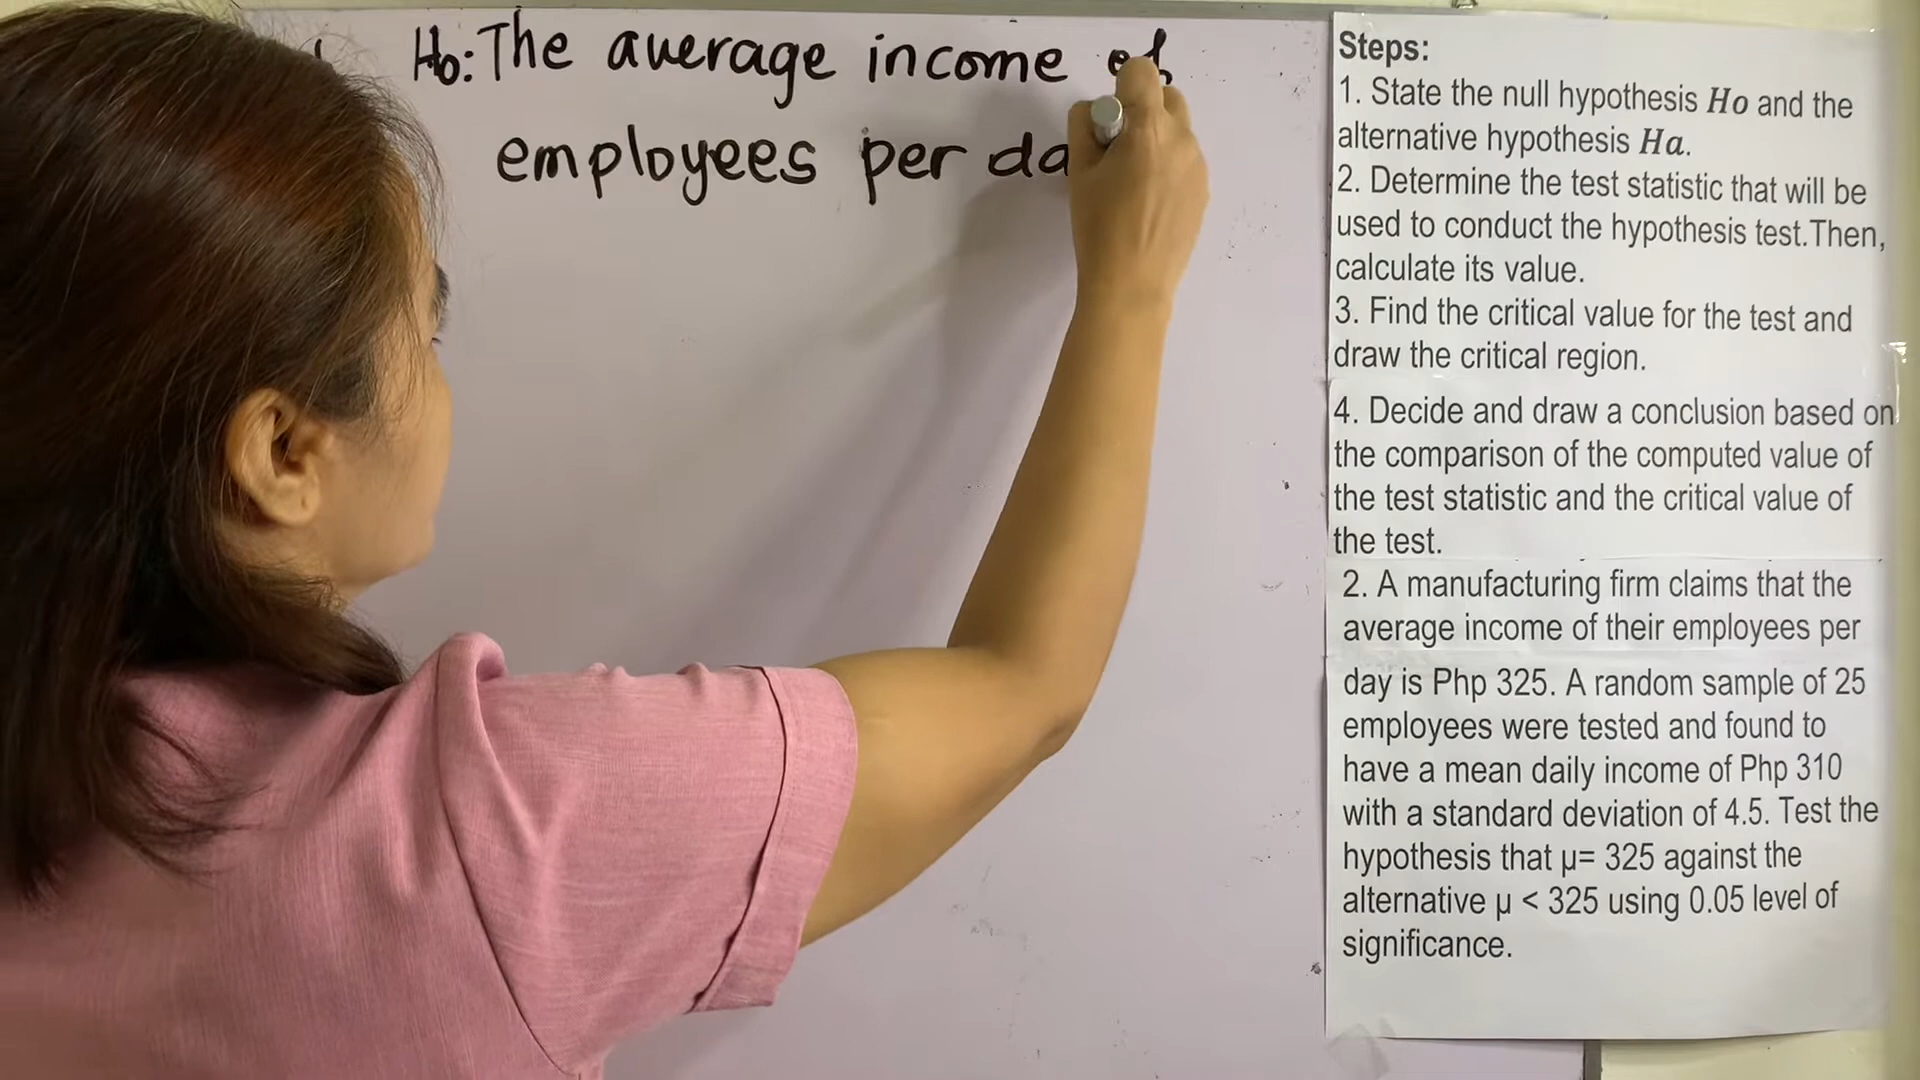 Ho: The average income of
employees per da
Steps:
1. State the null hypothesis Ho and the
alternative hypothesis Ha.
2. Determine the test statistic that will be
used to conduct the hypothesis test.Then,
calculate its value.
3. Find the critical value for the test and
draw the critical region.
4. Decide and draw a conclusion based on
the comparison of the computed value of
the test statistic and the critical value of
the test.
2. A manufacturing firm claims that the
average income of their employees per
day is Php 325. A random sample of 25
employees were tested and found to
have a mean daily income of Php 310
with a standard deviation of 4.5. Test the
hypothesis that µ= 325 against the
alternative µ < 325 using 0.05 level of
significance.